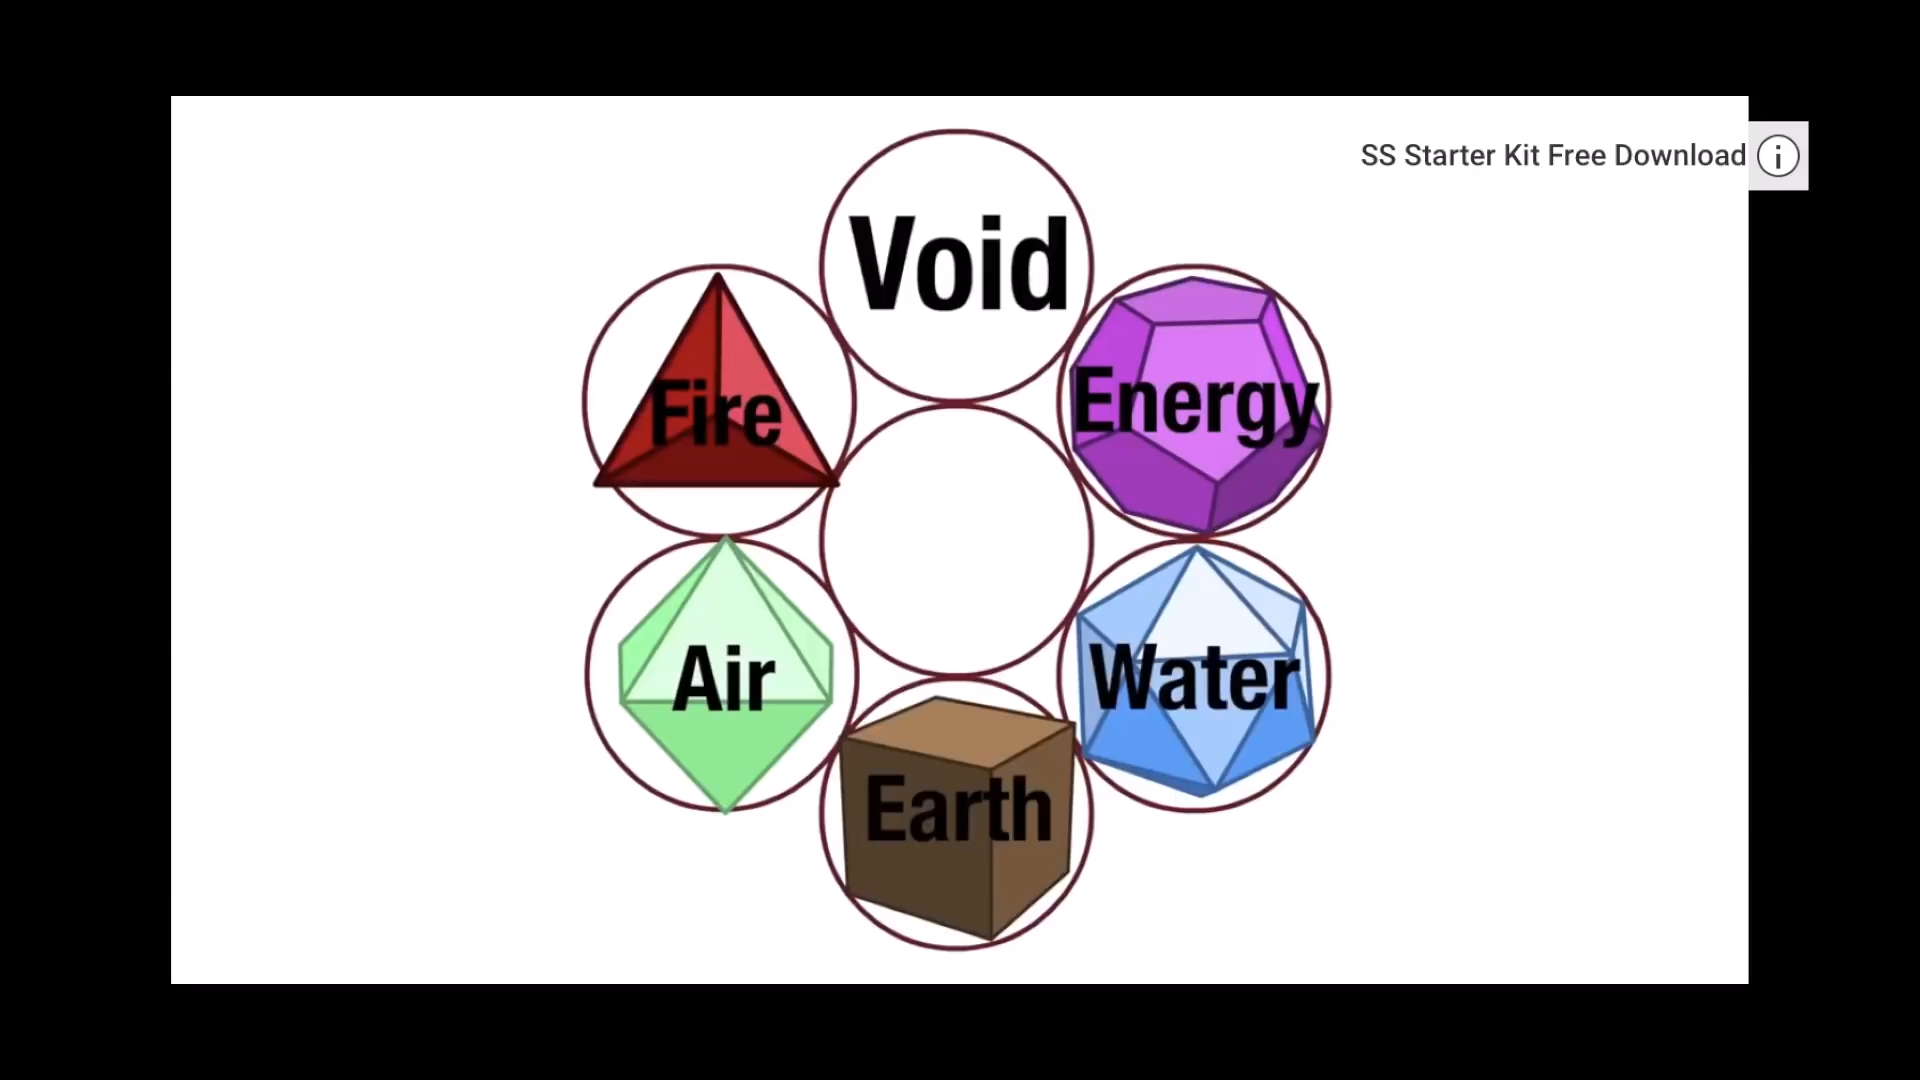 SS Starter Kit Free Download
Void
Fire
Energy
Air
Water
Earth